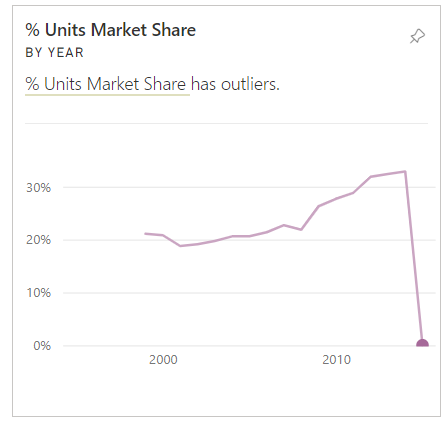 % Units Market Share
BY YEAR
% Units Market Share has outliers.
30%
20%
10%
0%
2000 2010